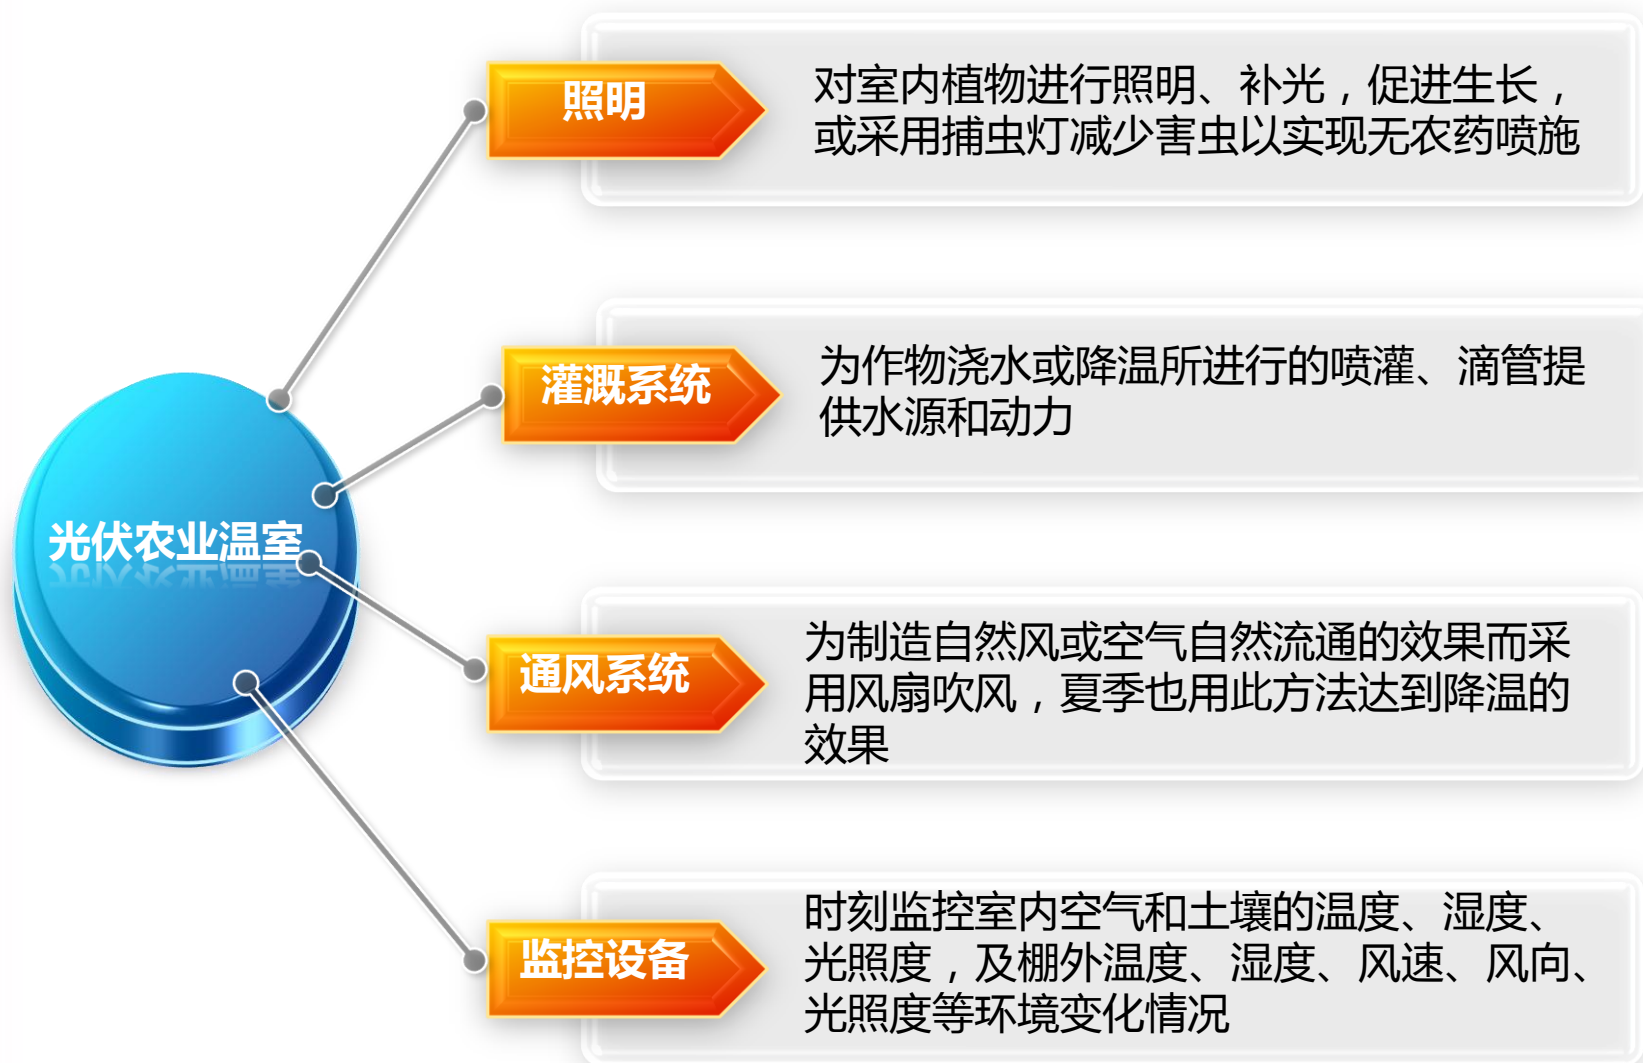 照明
对室内植物进行照明、补光，促进生长，
或采用捕虫灯减少害虫以实现无农药喷施
灌溉系统
为作物浇水或降温所进行的喷灌、滴管提
供水源和动力
光伏农业温室
通风系统
为制造自然风或空气自然流通的效果而采
用风扇吹风，夏季也用此方法达到降温的
效果
监控设备
时刻监控室内空气和土壤的温度、湿度、
光照度，及棚外温度、湿度、风速、风向、
光照度等环境变化情况